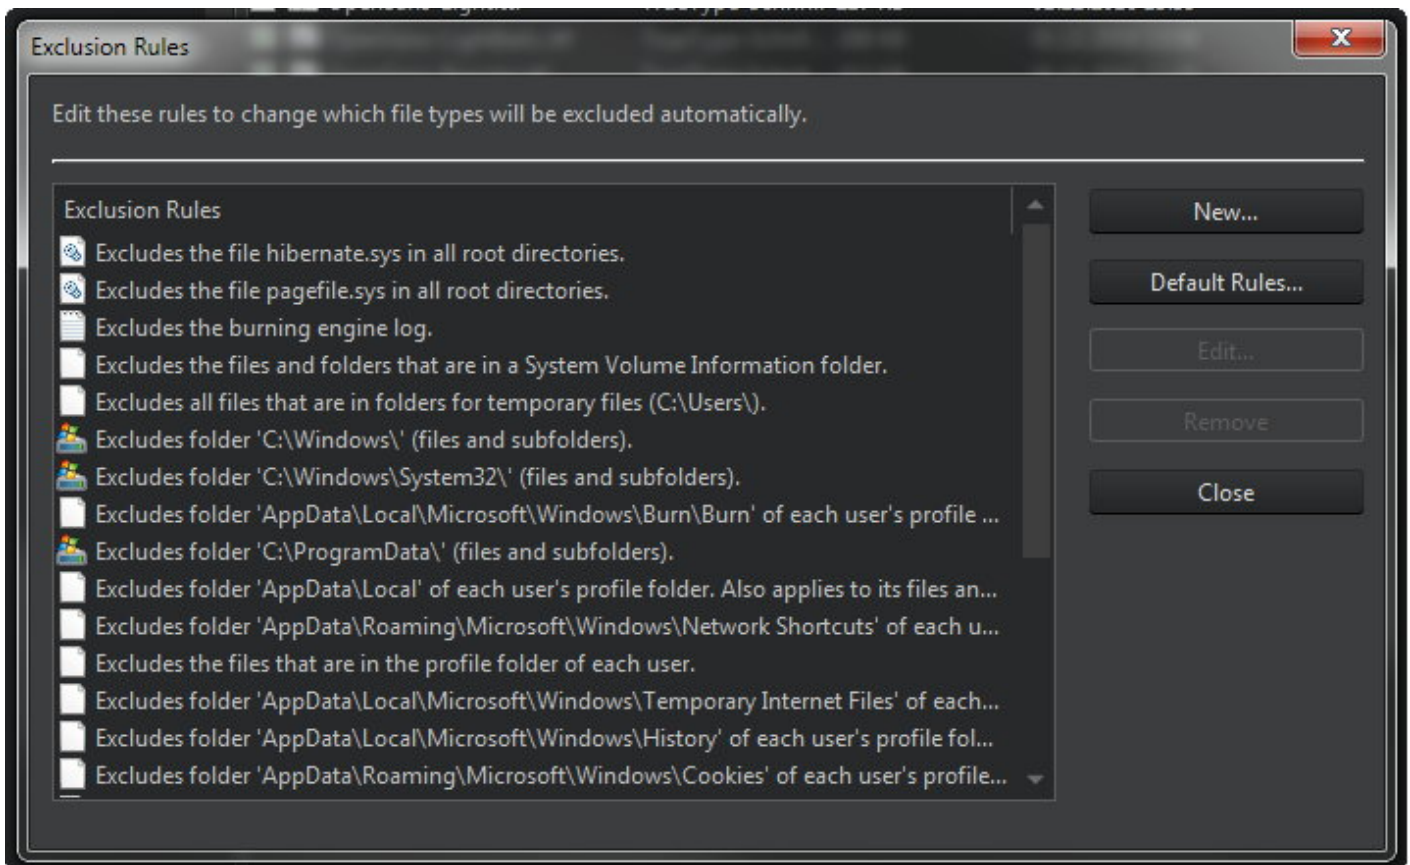 Exclusion Rules
Edit these rules to change which file types will be excluded automatically.
Exclusion Rules
Excludes the file hibernate.sys in all root directories.
Excludes the file pagefile.sys in all root directories.
Excludes the burning engine log.
Excludes the files and folders that are in a System Volume Information folder.
Excludes all files that are in folders for temporary files (C:\Users\).
Excludes folder 'C:\Windows\' (files and subfolders).
Excludes folder 'C:\Windows\System32\' (files and subfolders).
Excludes folder 'AppData\Local\Microsoft\Windows\Burn\Burn' of each user's profile ...
Excludes folder 'C:\ProgramData\' (files and subfolders).
Excludes folder 'AppData\Local' of each user's profile folder. Also applies to its files an...
Excludes folder 'AppData\Roaming\Microsoft\Windows\Network Shortcuts' of each u...
Excludes the files that are in the profile folder of each user.
Excludes folder 'AppData\Local\Microsoft\Windows\Temporary Internet Files' of each...
Excludes folder 'AppData\Local\Microsoft\Windows\History' of each user's profile fol...
Excludes folder 'AppData\Roaming\Microsoft\Windows\Cookies' of each user's profile...
New...
Default Rules...
Edit...
Remove
Close